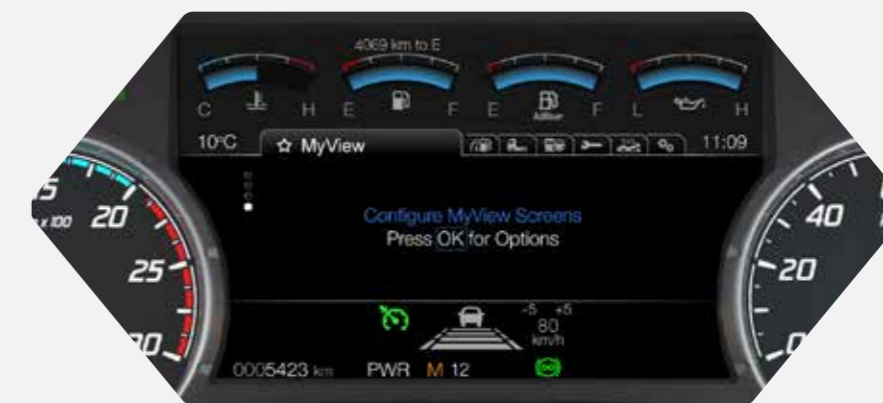 4069 km to E
C H E F E AdBlue F L H
10°C MyView 11:09
x 100 20
25
40
20
Configure MyView Screens
Press OK for Options
-5 +5
80
km/h
0005423 km PWR M 12